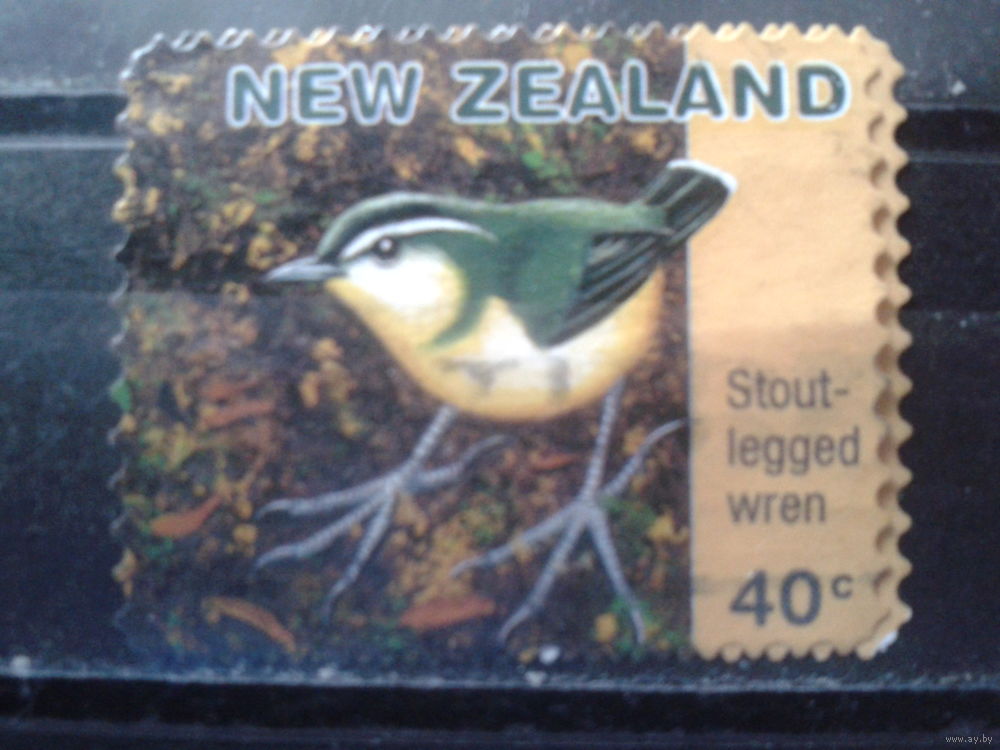 NEW ZEALAND
Stout-
legged
wren
40c
www.ay.by